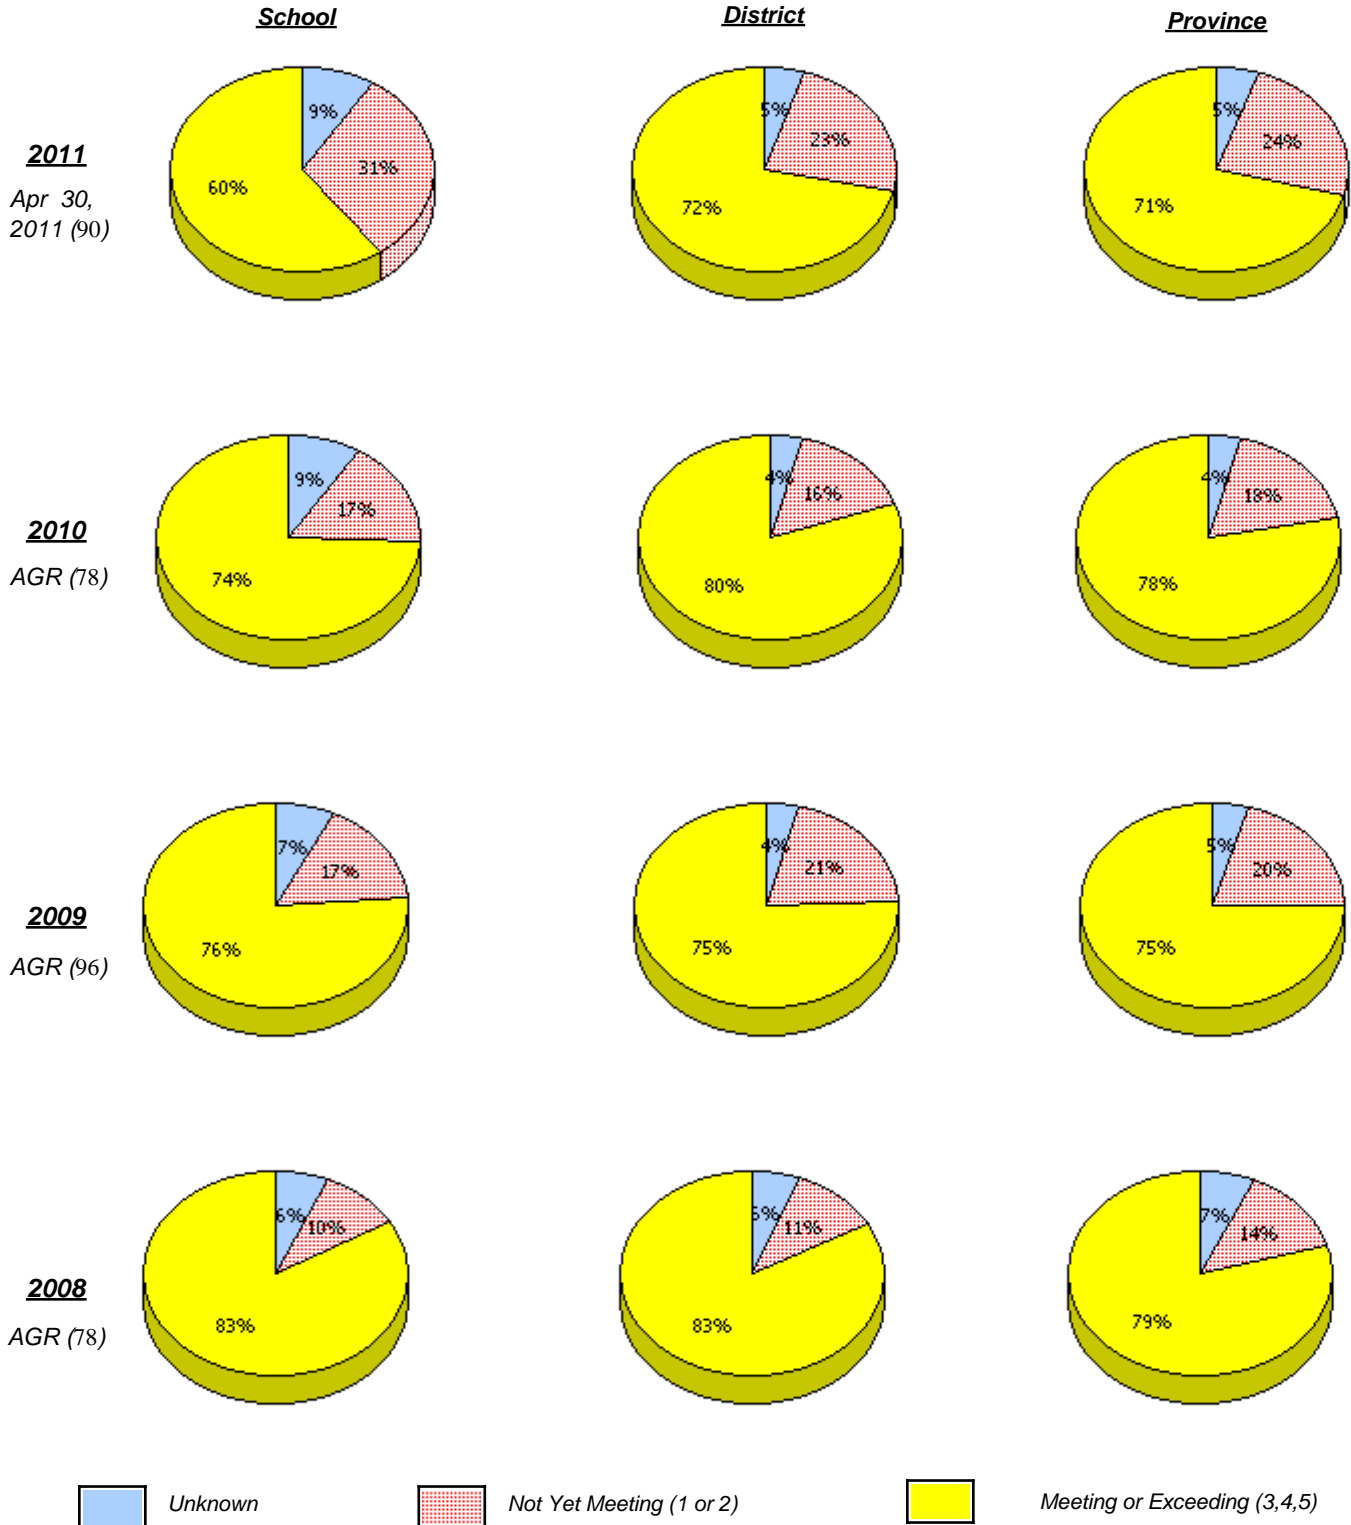 School District Province
9% 31% 60%
5% 23% 72%
5% 24% 71%
2011
Apr 30,
2011 (90)
9% 17% 74%
4% 16% 80%
4% 18% 78%
2010
AGR (78)
7% 17% 76%
4% 21% 75%
5% 20% 75%
2009
AGR (96)
6% 10% 83%
11% 83%
7% 14% 79%
2008
AGR (78)
Unknown Not Yet Meeting (1 or 2) Meeting or Exceeding (3,4,5)